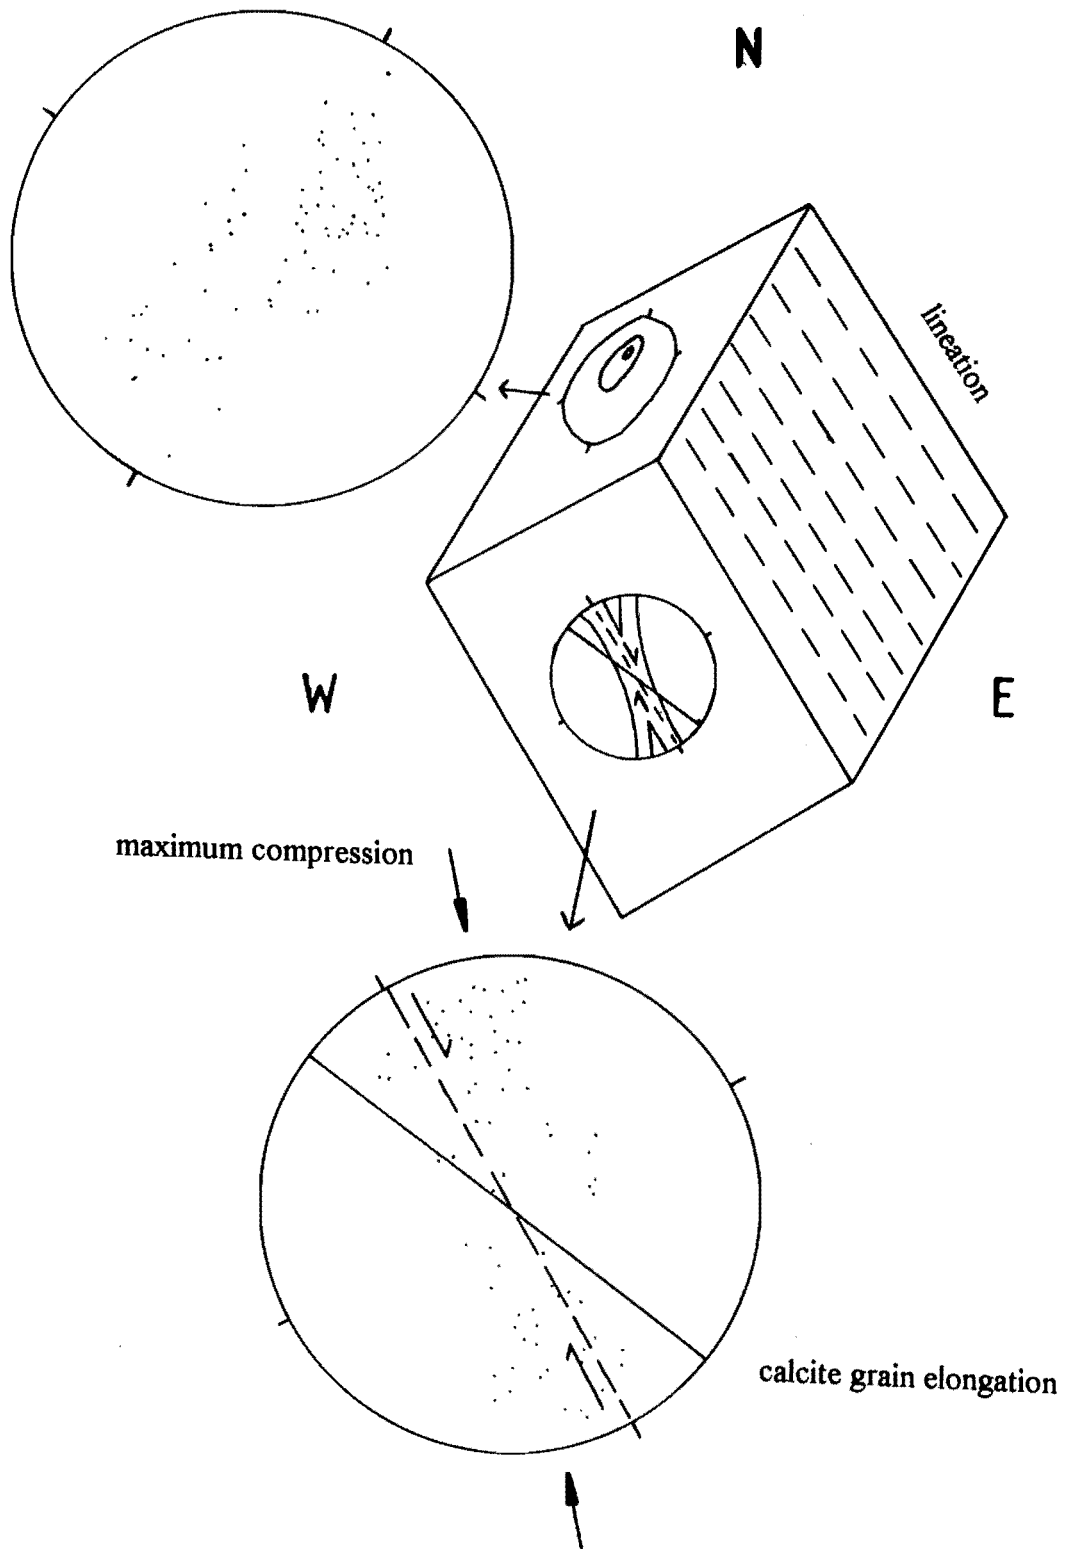 N
lineation
W
E
maximum compression
calcite grain elongation